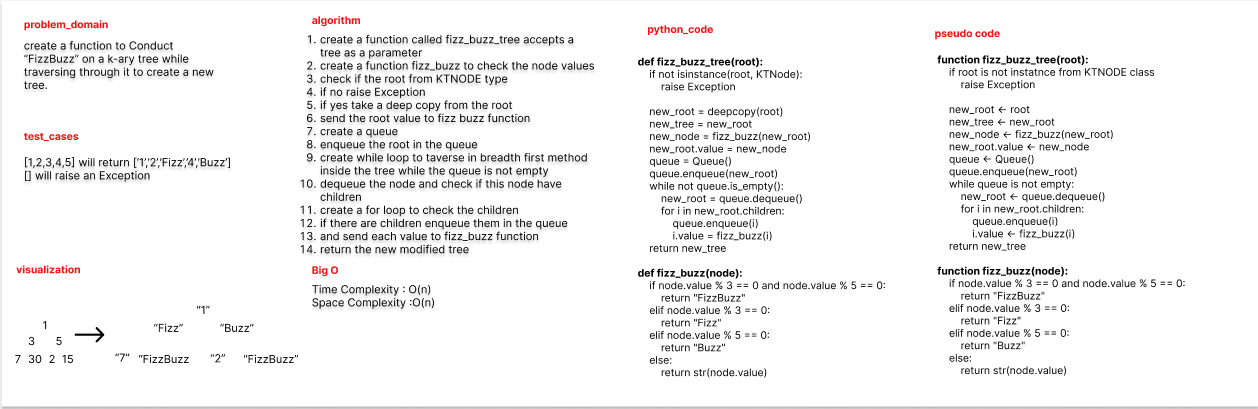 problem_domain
create a function to Conduct
“FizzBuzz” on a k-ary tree while
traversing through it to create a new
tree.
test_cases
[1,2,3,4,5] will return ['1','2','Fizz','4','Buzz']
[] will raise an Exception
visualization
1
3 5
7 30 2 15
“1”
“Fizz” “Buzz”
“7” “FizzBuzz “2” “FizzBuzz”
algorithm
1. create a function called fizz_buzz_tree accepts a
tree as a parameter
2. create a function fizz_buzz to check the node values
3. check if the root from KTNODE type
4. if no raise Exception
5. if yes take a deep copy from the root
6. send the root value to fizz buzz function
7. create a queue
8. enqueue the root in the queue
9. create while loop to taverse in breadth first method
inside the tree while the queue is not empty
10. dequeue the node and check if this node have
children
11. create a for loop to check the children
12. if there are children enqueue them in the queue
13. and send each value to fizz_buzz function
14. return the new modified tree
Big O
Time Complexity : O(n)
Space Complexity :O(n)
python_code
def fizz_buzz_tree(root):
if not isinstance(root, KTNode):
raise Exception
new_root = deepcopy(root)
new_tree = new_root
new_node = fizz_buzz(new_root)
new_root.value = new_node
queue = Queue()
queue.enqueue(new_root)
while not queue.is_empty():
new_root = queue.dequeue()
for i in new_root.children:
queue.enqueue(i)
i.value = fizz_buzz(i)
return new_tree
def fizz_buzz(node):
if node.value % 3 == 0 and node.value % 5 == 0:
return "FizzBuzz"
elif node.value % 3 == 0:
return "Fizz"
elif node.value % 5 == 0:
return "Buzz"
else:
return str(node.value)
pseudo code
function fizz_buzz_tree(root):
if root is not instatnce from KTNODE class
raise Exception
new_root ← root
new_tree ← new_root
new_node ← fizz_buzz(new_root)
new_root.value ← new_node
queue ← Queue()
queue.enqueue(new_root)
while queue is not empty:
new_root ← queue.dequeue()
for i in new_root.children:
queue.enqueue(i)
i.value ← fizz_buzz(i)
return new_tree
function fizz_buzz(node):
if node.value % 3 == 0 and node.value % 5 == 0:
return "FizzBuzz"
elif node.value % 3 == 0:
return "Fizz"
elif node.value % 5 == 0:
return "Buzz"
else:
return str(node.value)